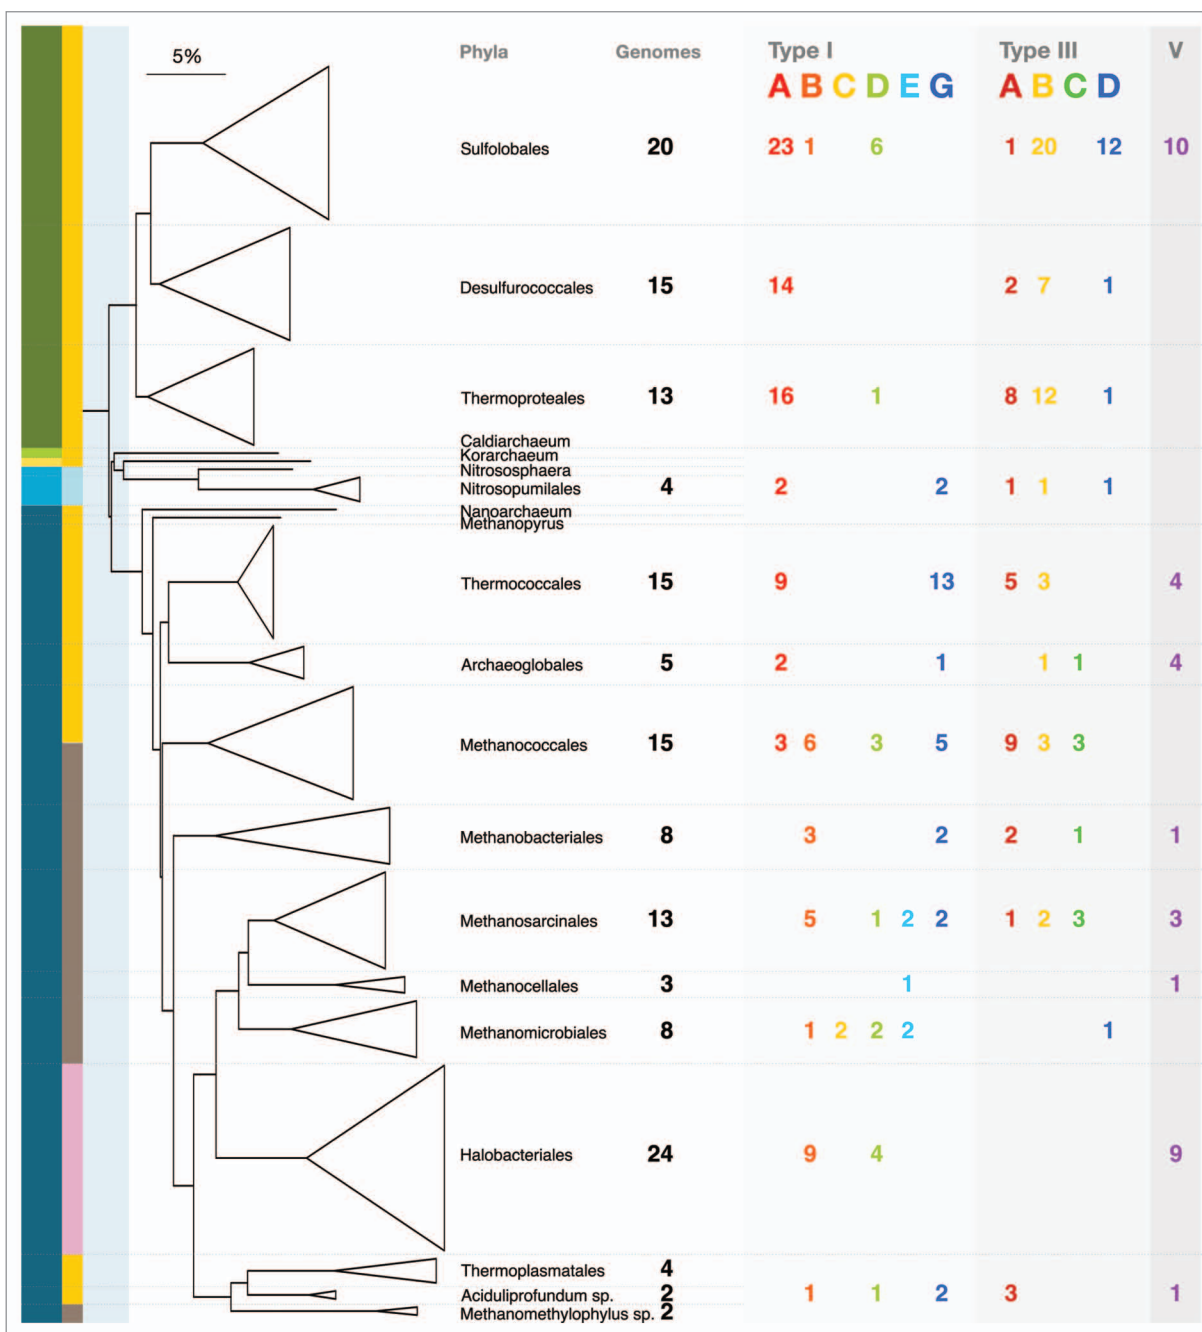 5% Phyla Genomes Type I Type III V
A B C D E G A B C D
Sulfolobales 20 23 1 6 1 20 12 10
Desulfurococcales 15 14 2 7 1
Thermoproteales 13 16 1 8 12 1
Caldiarchaeum
Korarchaeum
Nitrososphaera
Nitrosopumilales 4 2 2 1 1 1
Nanoarchaeum
Methanopyrus
Thermococcales 15 9 13 5 3 4
Archaeoglobales 5 2 1 1 1 4
Methanococcales 15 3 6 3 5 9 3 3
Methanobacteriales 8 3 2 2 1 1
Methanosarcinales 13 5 1 2 2 1 2 3 3
Methanocellales 3 1 1
Methanomicrobiales 8 1 2 2 2 1
Halobacteriales 24 9 4 9
Thermoplasmatales 4
Aciduliprofundum sp. 2 1 1 2 3 1
Methanomethylophylus sp. 2